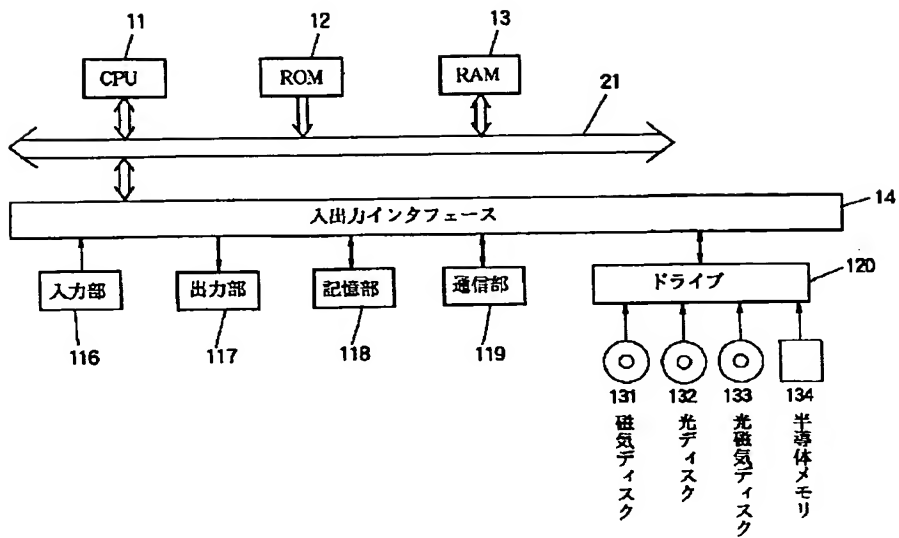 11
12
13
CPU
ROM
RAM
21
入出力インタフェース
14
入力部
出力部
記憶部
通信部
ドライブ
120
116
117
118
119
131
132
133
134
磁気ディスク
光ディスク
光磁気ディスク
半導体メモリ